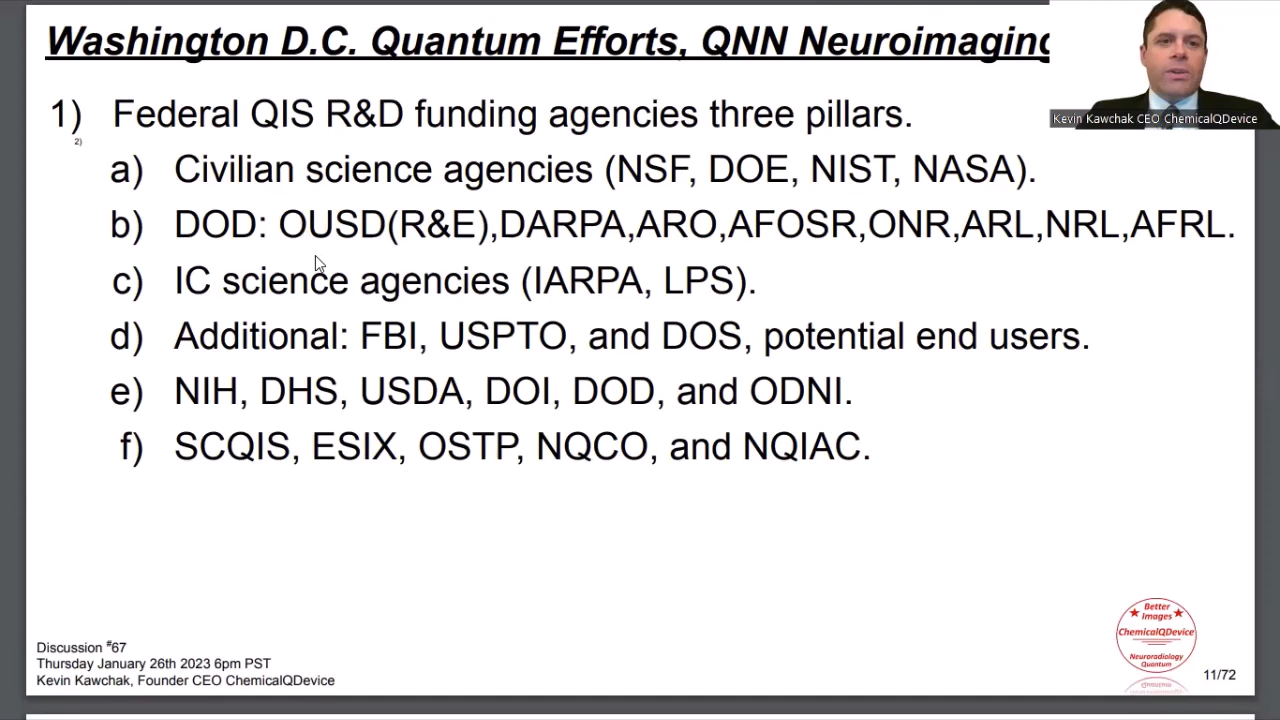 Washington D.C. Quantum Efforts, QNN Neuroimaging
Kevin Kawchak CEO ChemicalQDevice
1) Federal QIS R&D funding agencies three pillars.
2)
a) Civilian science agencies (NSF, DOE, NIST, NASA).
b) DOD: OUSD(R&E),DARPA,ARO,AFOSR,ONR,ARL,NRL,AFRL.
c) IC science agencies (IARPA, LPS).
d) Additional: FBI, USPTO, and DOS, potential end users.
e) NIH, DHS, USDA, DOI, DOD, and ODNI.
f) SCQIS, ESIX, OSTP, NQCO, and NQIAC.
Better
Images
ChemicalQDevice
Neuroradiology
Quantum
Discussion #67
Thursday January 26th 2023 6pm PST
Kevin Kawchak, Founder CEO ChemicalQDevice
11/72